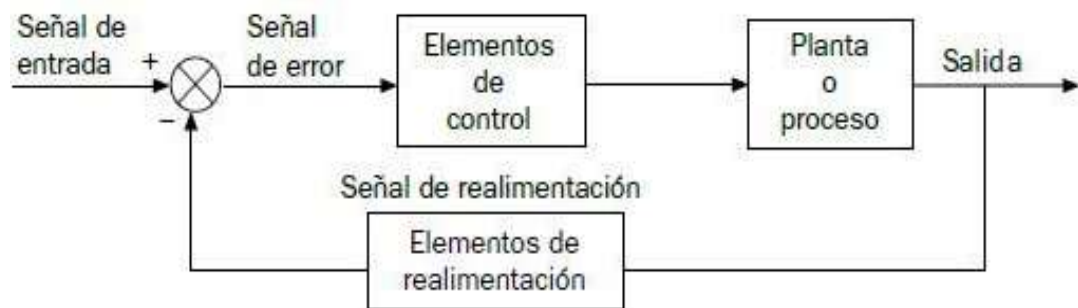 Señal de
entrada
+
−
Señal
de error
Elementos
de
control
Planta
o
proceso
Salida
Señal de realimentación
Elementos de
realimentación